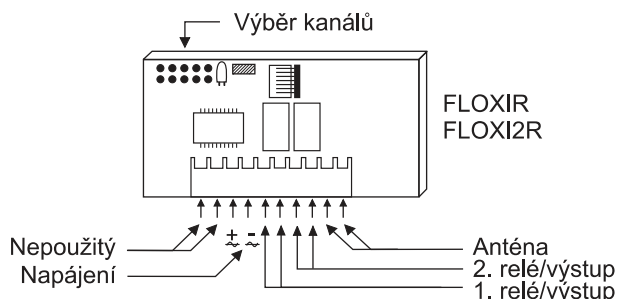 Výběr kanálů
FLOXIR
FLOXI2R
+ -
Nepoužitý
Napájení
Anténa
2. relé/výstup
1. relé/výstup